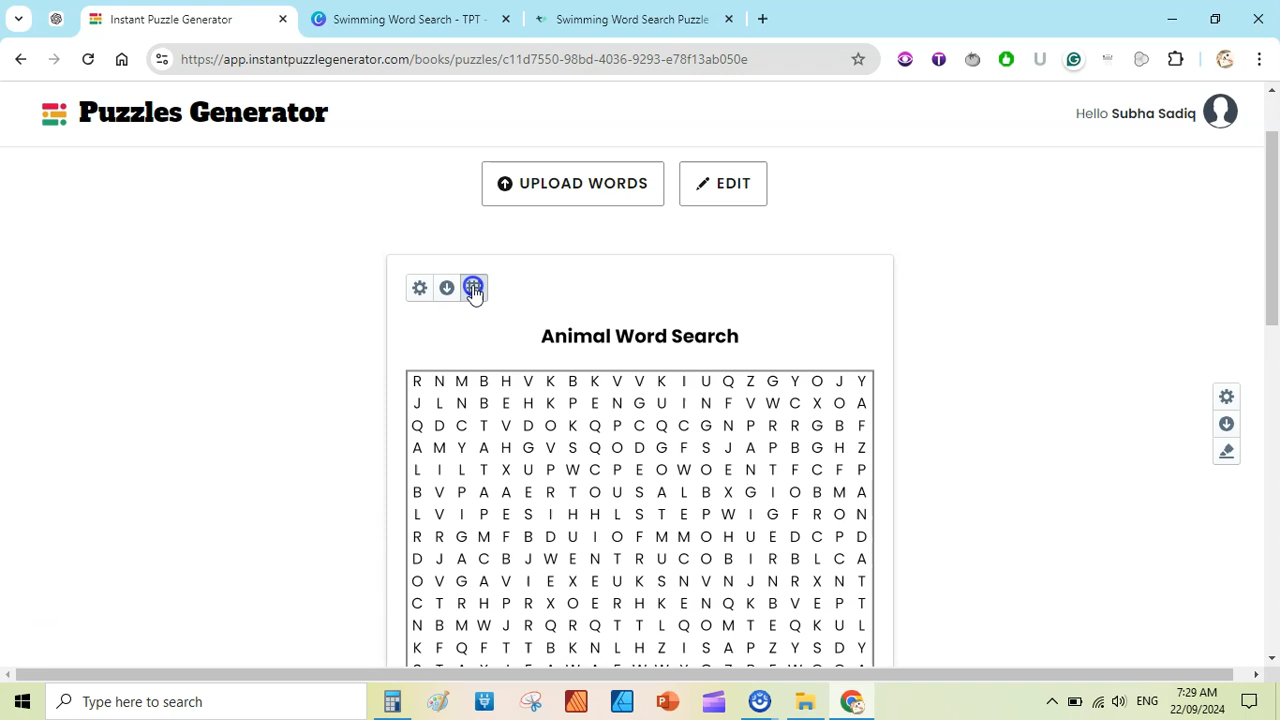 Instant Puzzle Generator
Swimming Word Search - TPT -
Swimming Word Search Puzzle
https://app.instantpuzzlegenerator.com/books/puzzles/c11d7550-98bd-4036-9293-e78f13ab050e
Puzzles Generator
Hello Subha Sadiq
UPLOAD WORDS
EDIT
Animal Word Search
R N M B H V K B K V V K I U Q Z G Y O J Y
J L N B E H K P E N G U I N F V W C X O A
Q D C T V D O K Q P C Q C G N P R R G B F
A M Y A H G V S Q O D G F S J A P B G H Z
L I L T X U P W C P E O W O E N T F C F P
B V P A A E R T O U S A L B X G I O B M A
L V I P E S I H H L S T E P W I G F R O N
R R G M F B D U I O F M M O H U E D C P D
D J A C B J W E N T R U C O B I R B L C A
O V G A V I E X E U K S N V N J N R X N T
C T R H P R X O E R H K E N Q K B V E P T
N B M W J R Q R Q T T L Q O M T E Q K U L
K F Q F T T B K N L H Z I S A P Z Y S D Y
Type here to search
ENG
7:29 AM
22/09/2024